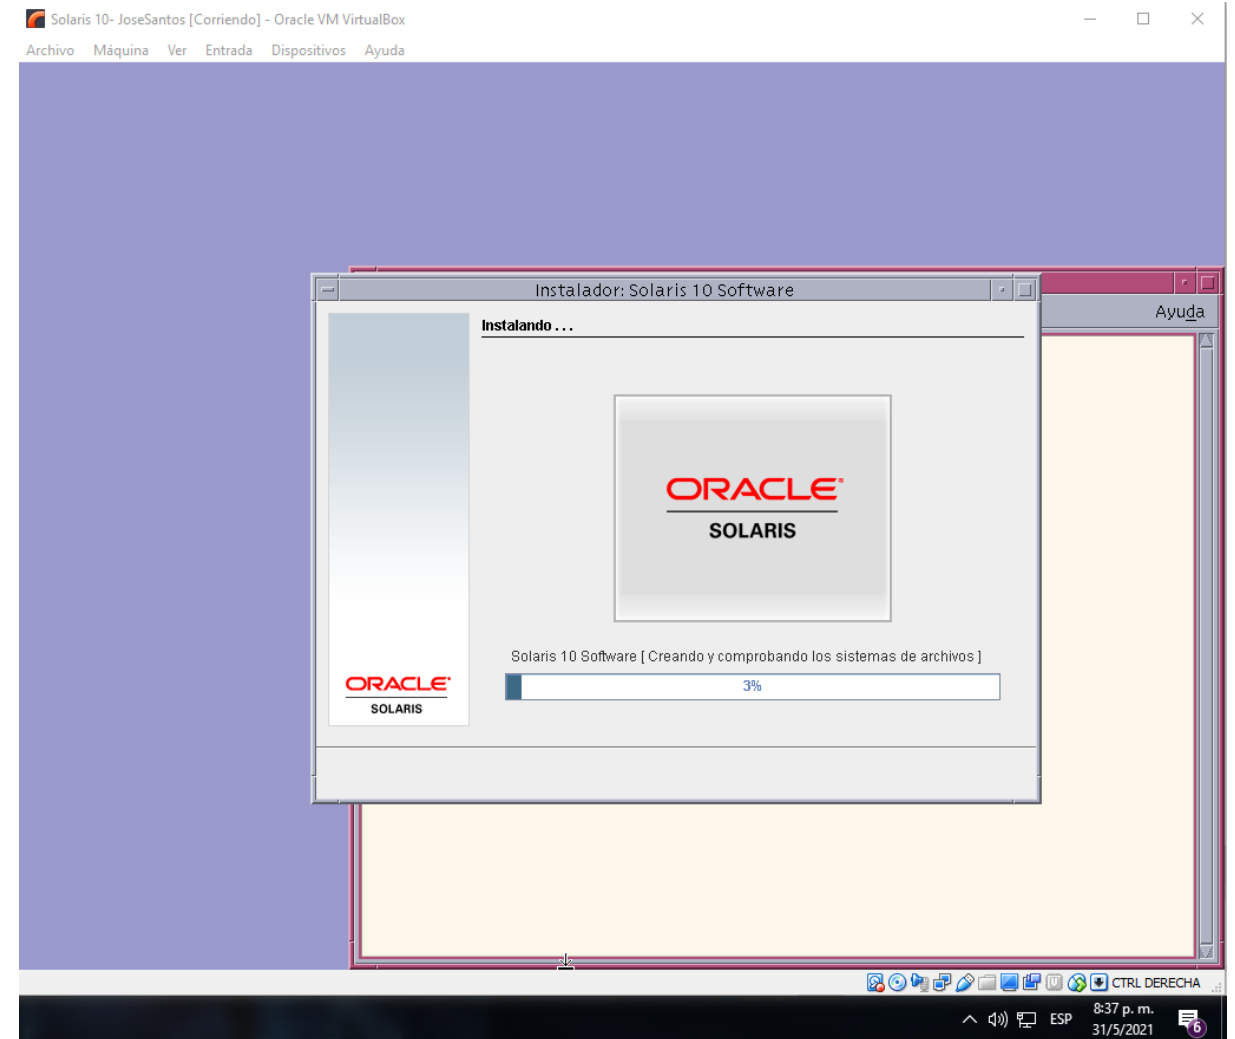 Solaris 10- JoseSantos [Corriendo] - Oracle VM VirtualBox
Archivo Máquina Ver Entrada Dispositivos Ayuda
Instalador: Solaris 10 Software
Ayuda
Instalando . . .
ORACLE
SOLARIS
Solaris 10 Software [ Creando y comprobando los sistemas de archivos ]
3%
ORACLE
SOLARIS
CTRL DERECHA
ESP
8:37 p. m.
31/5/2021
6